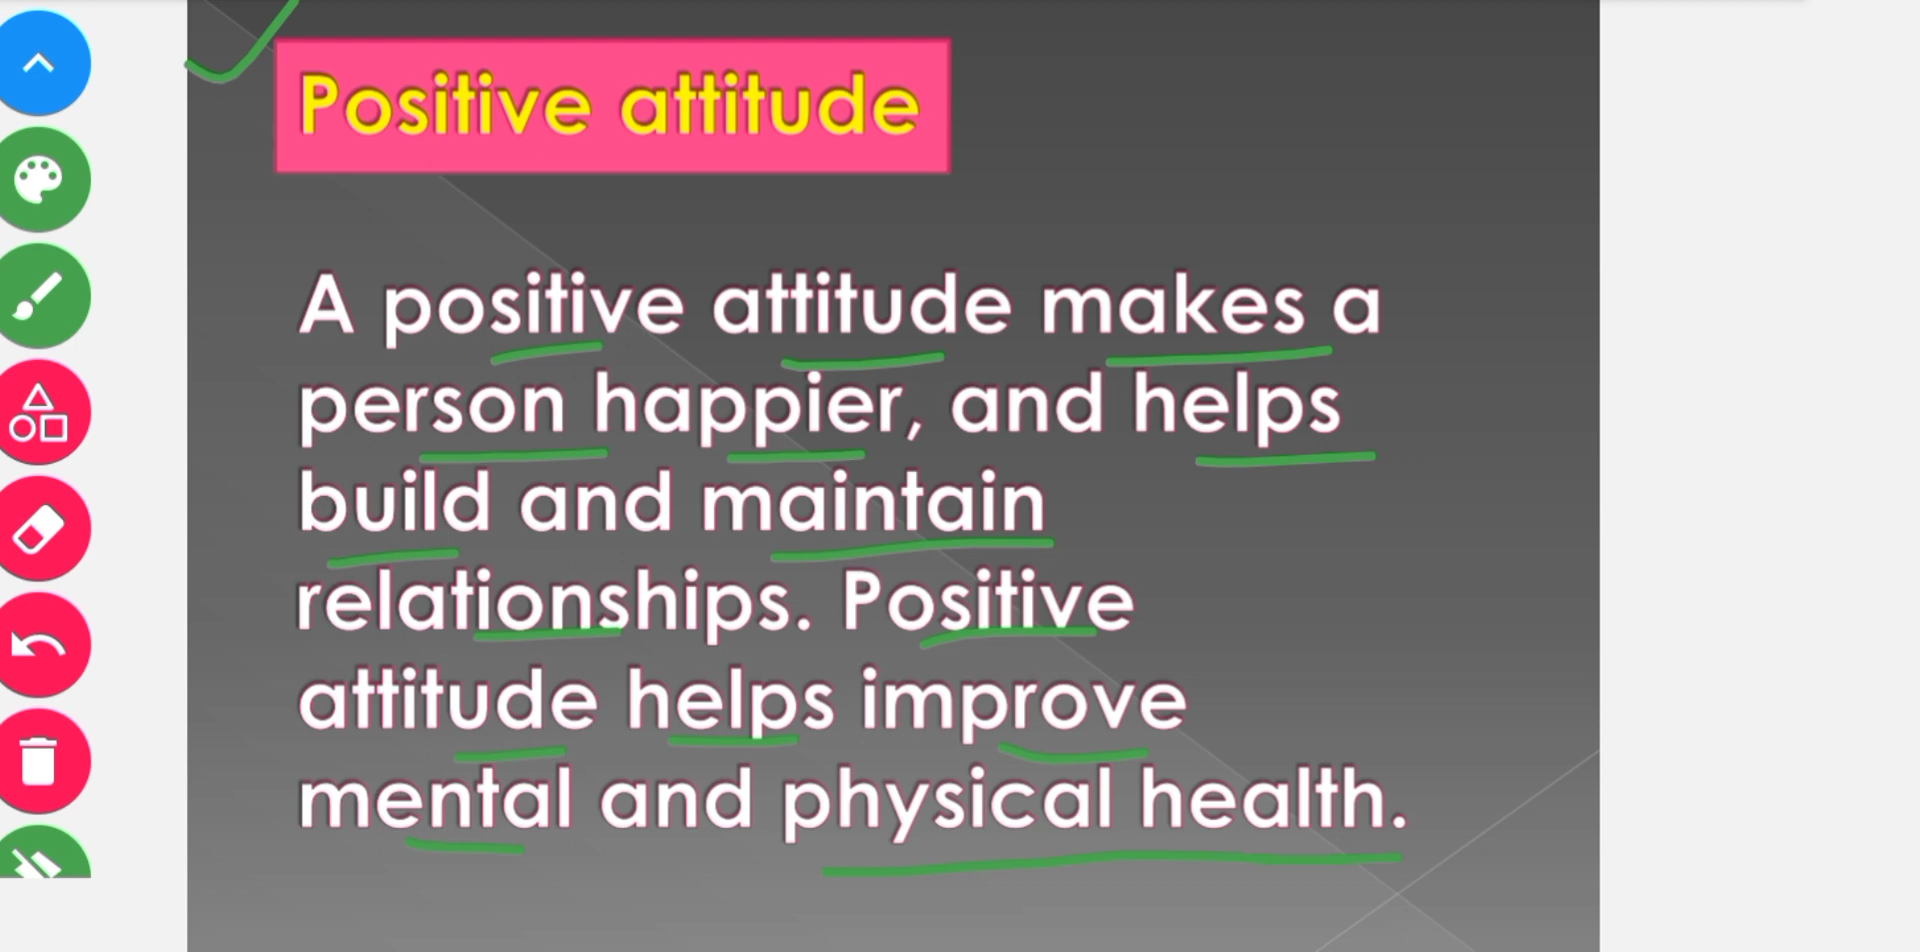 Positive attitude
A positive attitude makes a
person happier, and helps
build and maintain
relationships. Positive
attitude helps improve
mental and physical health.